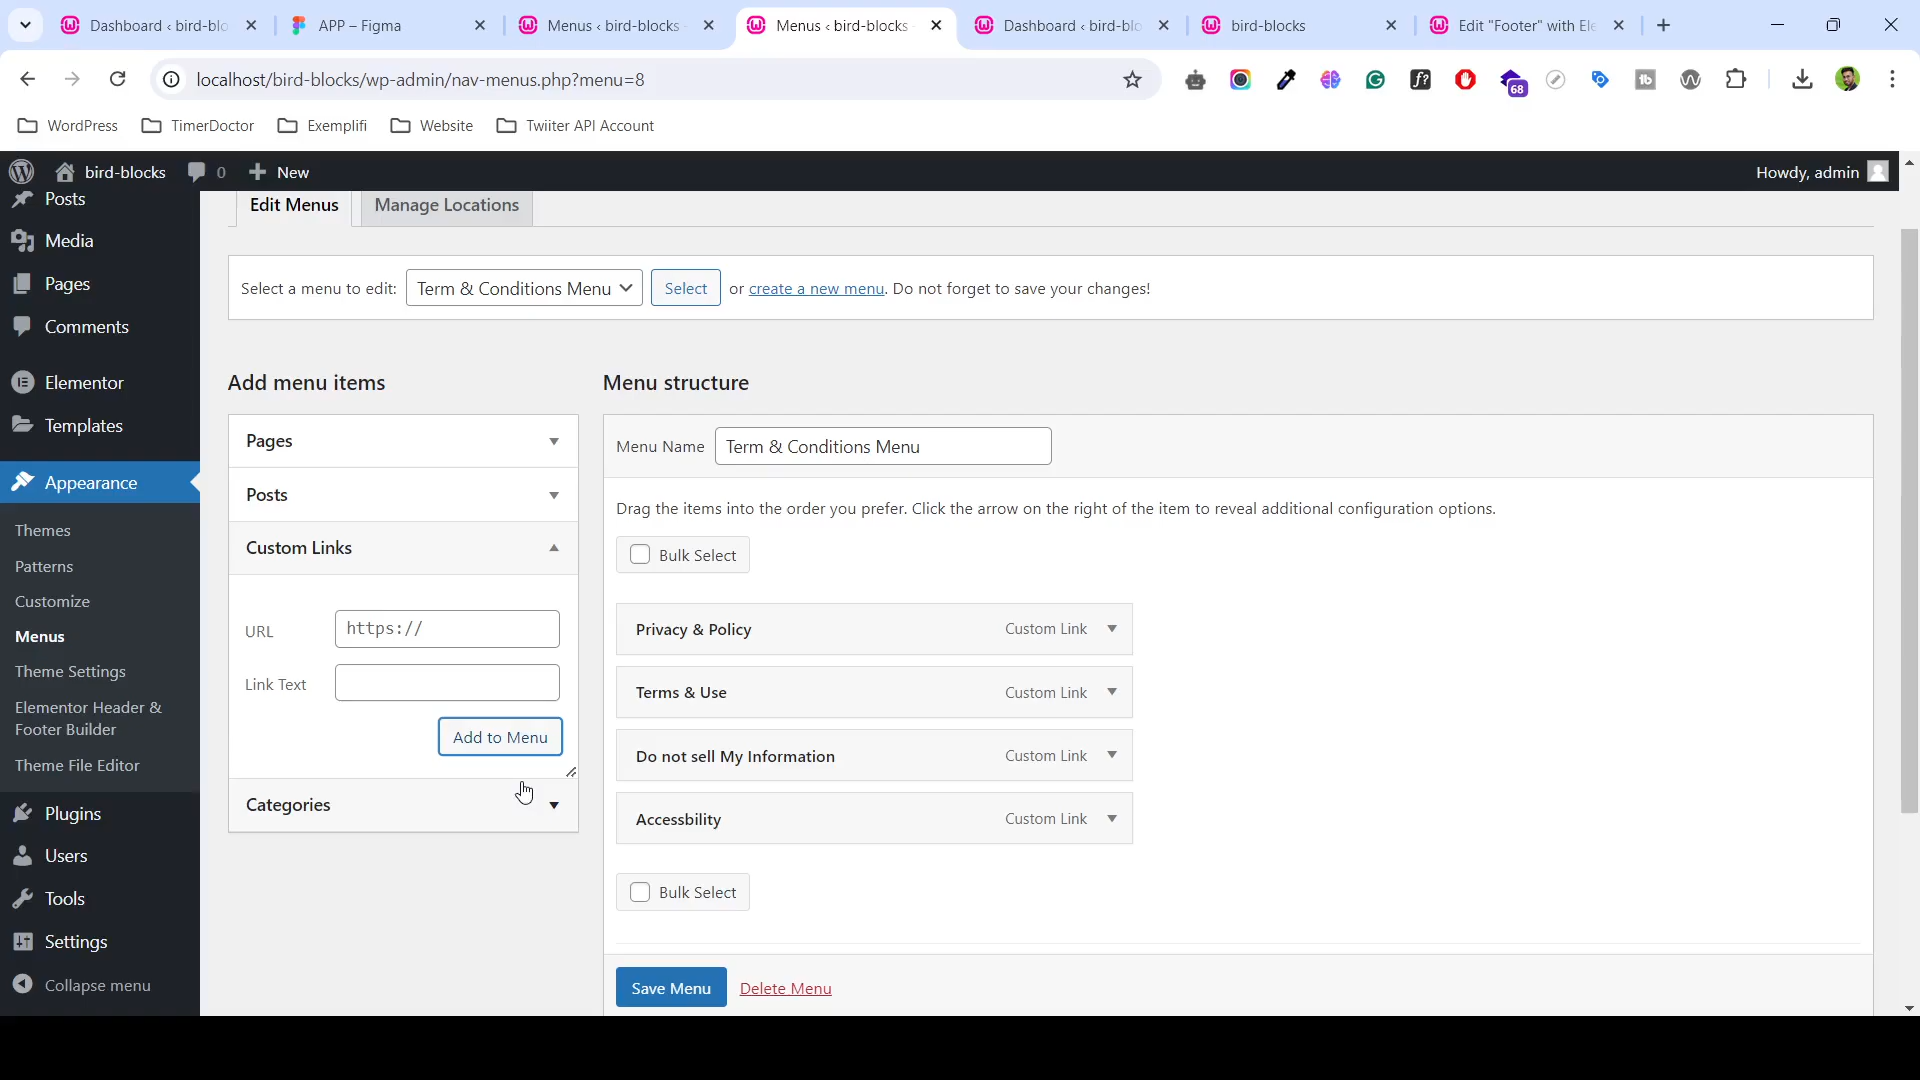 Dashboard ‹ bird-blo
APP – Figma
Menus ‹ bird-blocks
Menus ‹ bird-blocks
Dashboard ‹ bird-blo
bird-blocks
Edit "Footer" with Ele
localhost/bird-blocks/wp-admin/nav-menus.php?menu=8
68
WordPress
TimerDoctor
Exemplifi
Website
Twiiter API Account
bird-blocks
0
New
Howdy, admin
Posts
Media
Pages
Comments
Elementor
Templates
Appearance
Themes
Patterns
Customize
Menus
Theme Settings
Elementor Header &
Footer Builder
Theme File Editor
Plugins
Users
Tools
Settings
Collapse menu
Edit Menus
Manage Locations
Select a menu to edit: Term & Conditions Menu Select or create a new menu. Do not forget to save your changes!
Add menu items
Pages
Posts
Custom Links
URL https://
Link Text
Add to Menu
Categories
Menu structure
Menu Name Term & Conditions Menu
Drag the items into the order you prefer. Click the arrow on the right of the item to reveal additional configuration options.
Bulk Select
Privacy & Policy Custom Link
Terms & Use Custom Link
Do not sell My Information Custom Link
Accessbility Custom Link
Bulk Select
Save Menu Delete Menu